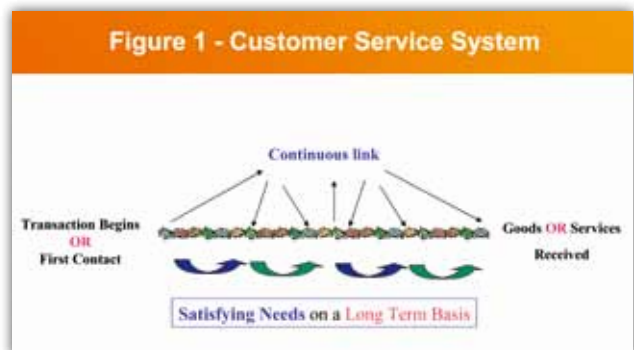 Figure 1 - Customer Service System
Continuous link
Transaction Begins
OR
First Contact
Goods OR Services
Received
Satisfying Needs on a Long Term Basis